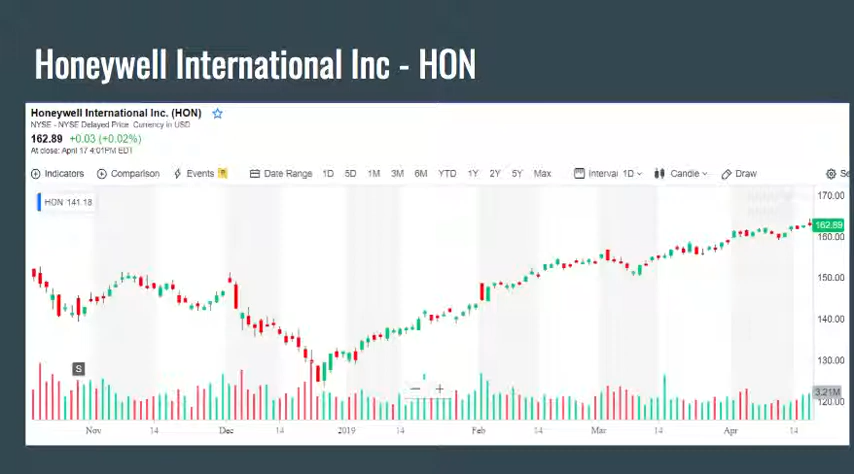 Honeywell International Inc - HON
Honeywell International Inc. (HON)
NYSE - NYSE Delayed Price. Currency in USD
162.89 +0.03 (+0.02%)
At close: April 17 4:01PM EDT
Indicators Comparison Events Date Range 1D 5D 1M 3M 6M YTD 1Y 2Y 5Y Max Interval 1D Candle Draw Se
HON 141.18
170.00
162.89
160.00
150.00
140.00
130.00
S
3.21M
120.00
Nov 14 Dec 14 2019 14 Feb 14 Mar 14 Apr 14